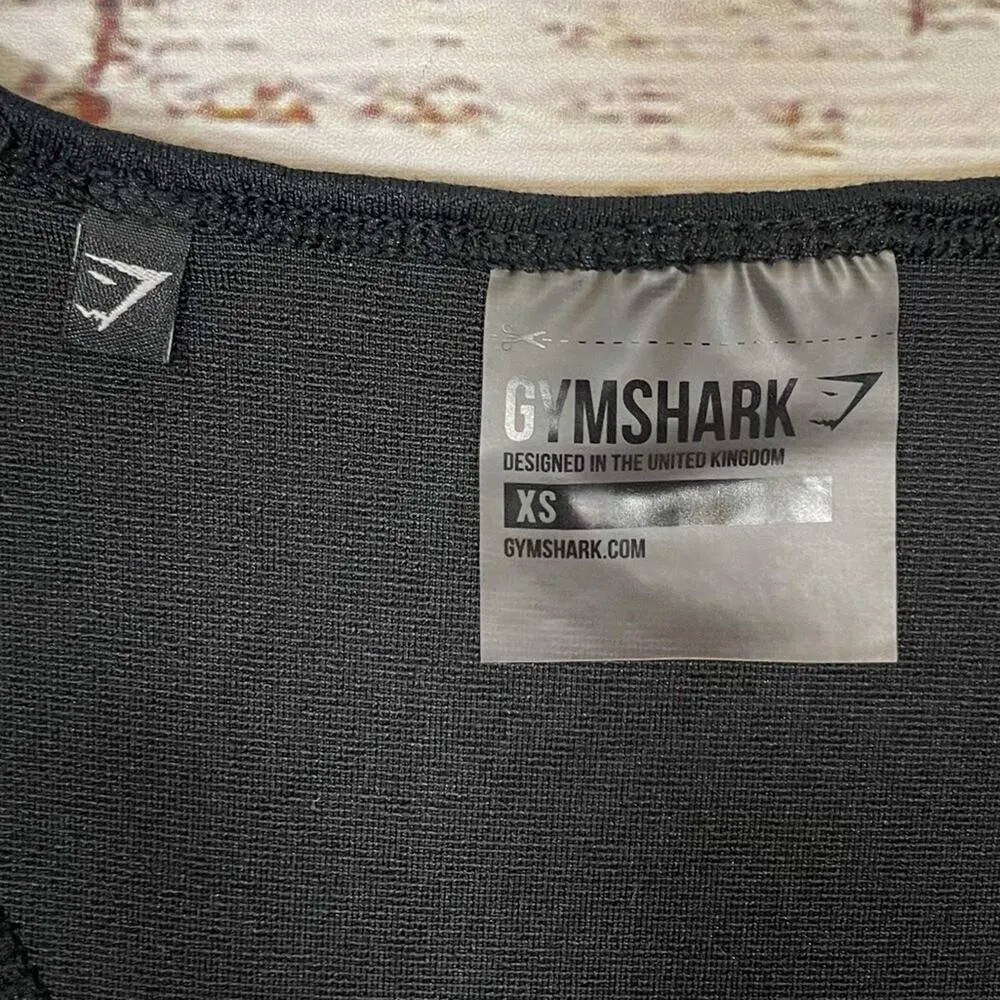 GYMSHARK
DESIGNED IN THE UNITED KINGDOM
XS
GYMSHARK.COM